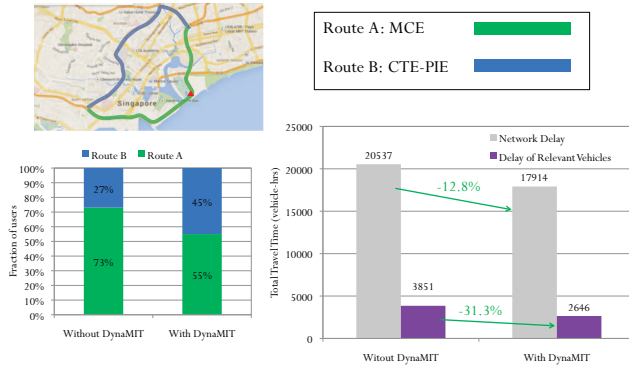 Singapore
Route A: MCE
Route B: CTE-PIE
Route B Route A
100%
90%
80%
70%
60%
50%
40%
30%
20%
10%
0%
Fraction of users
27%
73%
45%
55%
Without DynaMIT With DynaMIT
25000
20000
15000
10000
5000
0
Total Travel Time (vehicle-hrs)
Network Delay
Delay of Relevant Vehicles
20537
17914
-12.8%
3851
2646
-31.3%
Witout DynaMIT With DynaMIT